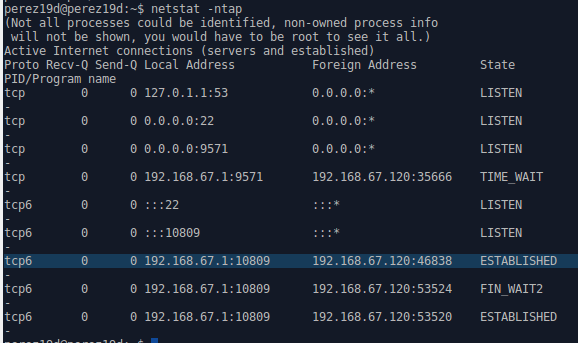 perez19d@perez19d:~$ netstat -ntap
(Not all processes could be identified, non-owned process info
 will not be shown, you would have to be root to see it all.)
Active Internet connections (servers and established)
Proto Recv-Q Send-Q Local Address           Foreign Address         State
PID/Program name
tcp        0      0 127.0.1.1:53            0.0.0.0:*               LISTEN
-
tcp        0      0 0.0.0.0:22              0.0.0.0:*               LISTEN
-
tcp        0      0 0.0.0.0:9571            0.0.0.0:*               LISTEN
-
tcp        0      0 192.168.67.1:9571       192.168.67.120:35666    TIME_WAIT
-
tcp6       0      0 :::22                   :::*                    LISTEN
-
tcp6       0      0 :::10809                :::*                    LISTEN
-
tcp6       0      0 192.168.67.1:10809      192.168.67.120:46838    ESTABLISHED
-
tcp6       0      0 192.168.67.1:10809      192.168.67.120:53524    FIN_WAIT2
-
tcp6       0      0 192.168.67.1:10809      192.168.67.120:53520    ESTABLISHED
-
perez19d@perez19d:~$